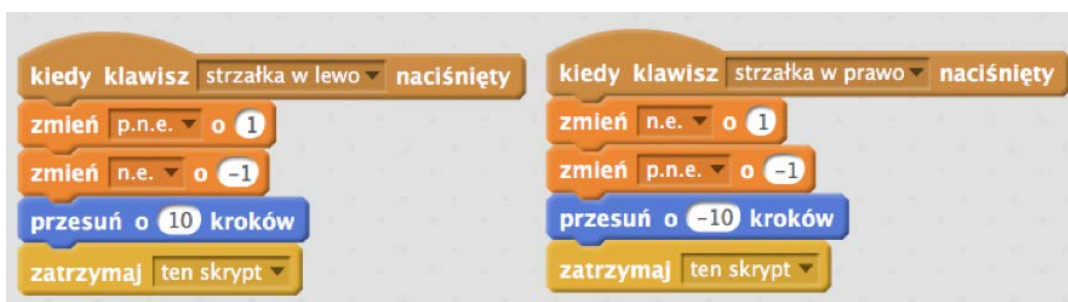 kiedy klawisz strzałka w lewo naciśnięty
zmień p.n.e. o 1
zmień n.e. o -1
przesuń o 10 kroków
zatrzymaj ten skrypt
kiedy klawisz strzałka w prawo naciśnięty
zmień n.e. o 1
zmień p.n.e. o -1
przesuń o -10 kroków
zatrzymaj ten skrypt